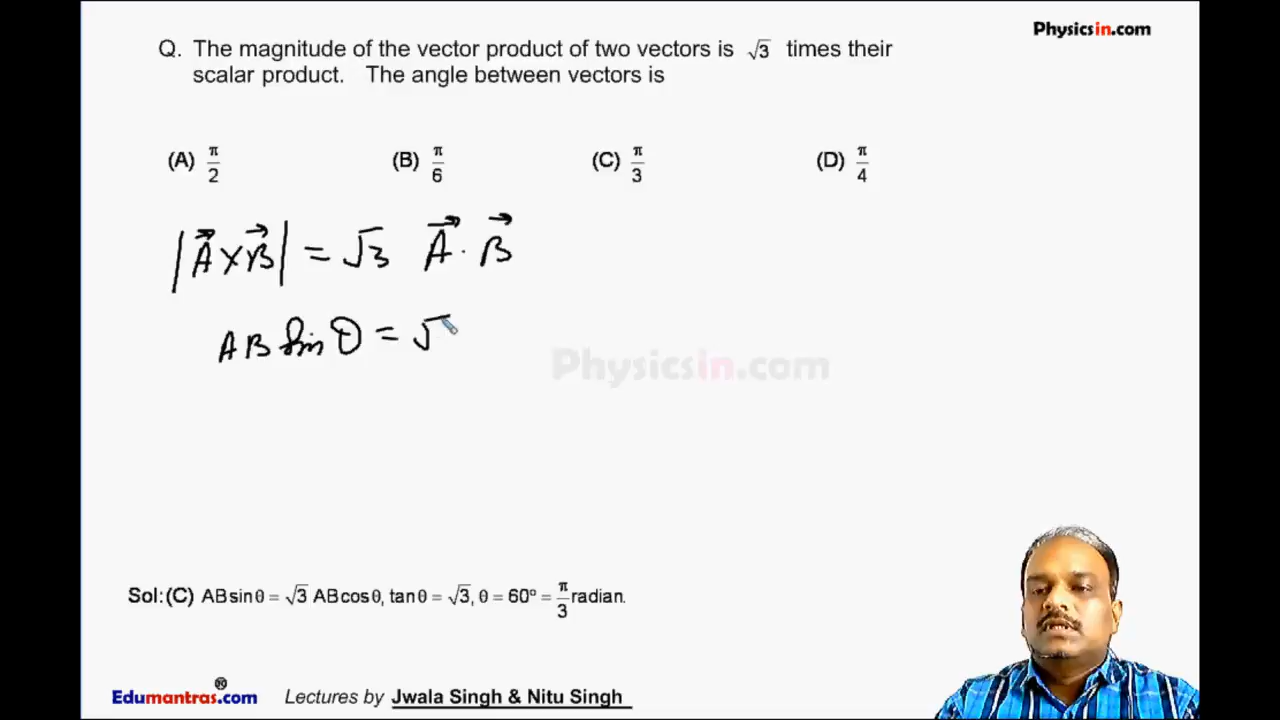 Physicsin.com
Q. The magnitude of the vector product of two vectors is √3 times their
scalar product. The angle between vectors is
(A) π/2 (B) π/6 (C) π/3 (D) π/4
|A⃗×B⃗| = √3 A⃗·B⃗
AB sin θ = √
Physicsin.com
Sol:(C) ABsinθ = √3 ABcosθ, tanθ = √3, θ = 60° = π/3 radian.
Edumantras.com ® Lectures by Jwala Singh & Nitu Singh